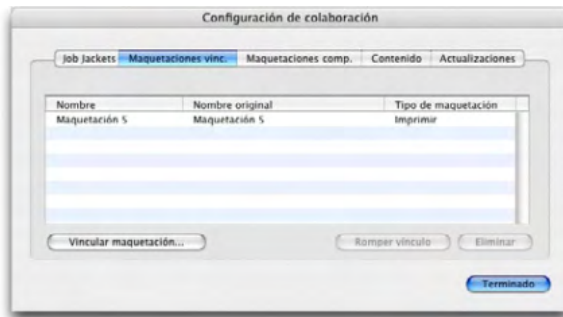 Configuración de colaboración
Job Jackets Maquetaciones vinc. Maquetaciones comp. Contenido Actualizaciones
Nombre Nombre original Tipo de maquetación
Maquetación 5 Maquetación 5 Imprimir
Vincular maquetación... Romper vínculo Eliminar
Terminado